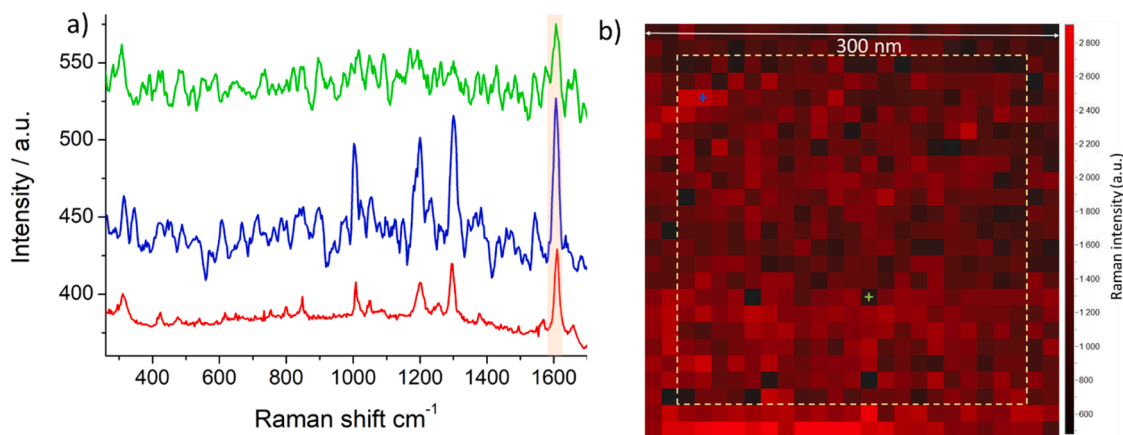 a)
550
500
450
400
Intensity / a.u.
400 600 800 1000 1200 1400 1600
Raman shift cm-1
b)
300 nm
2 800
2 600
2 400
2 200
2 000
1 800
1 600
1 400
1 200
1 000
800
600
Raman intensity (a.u.)